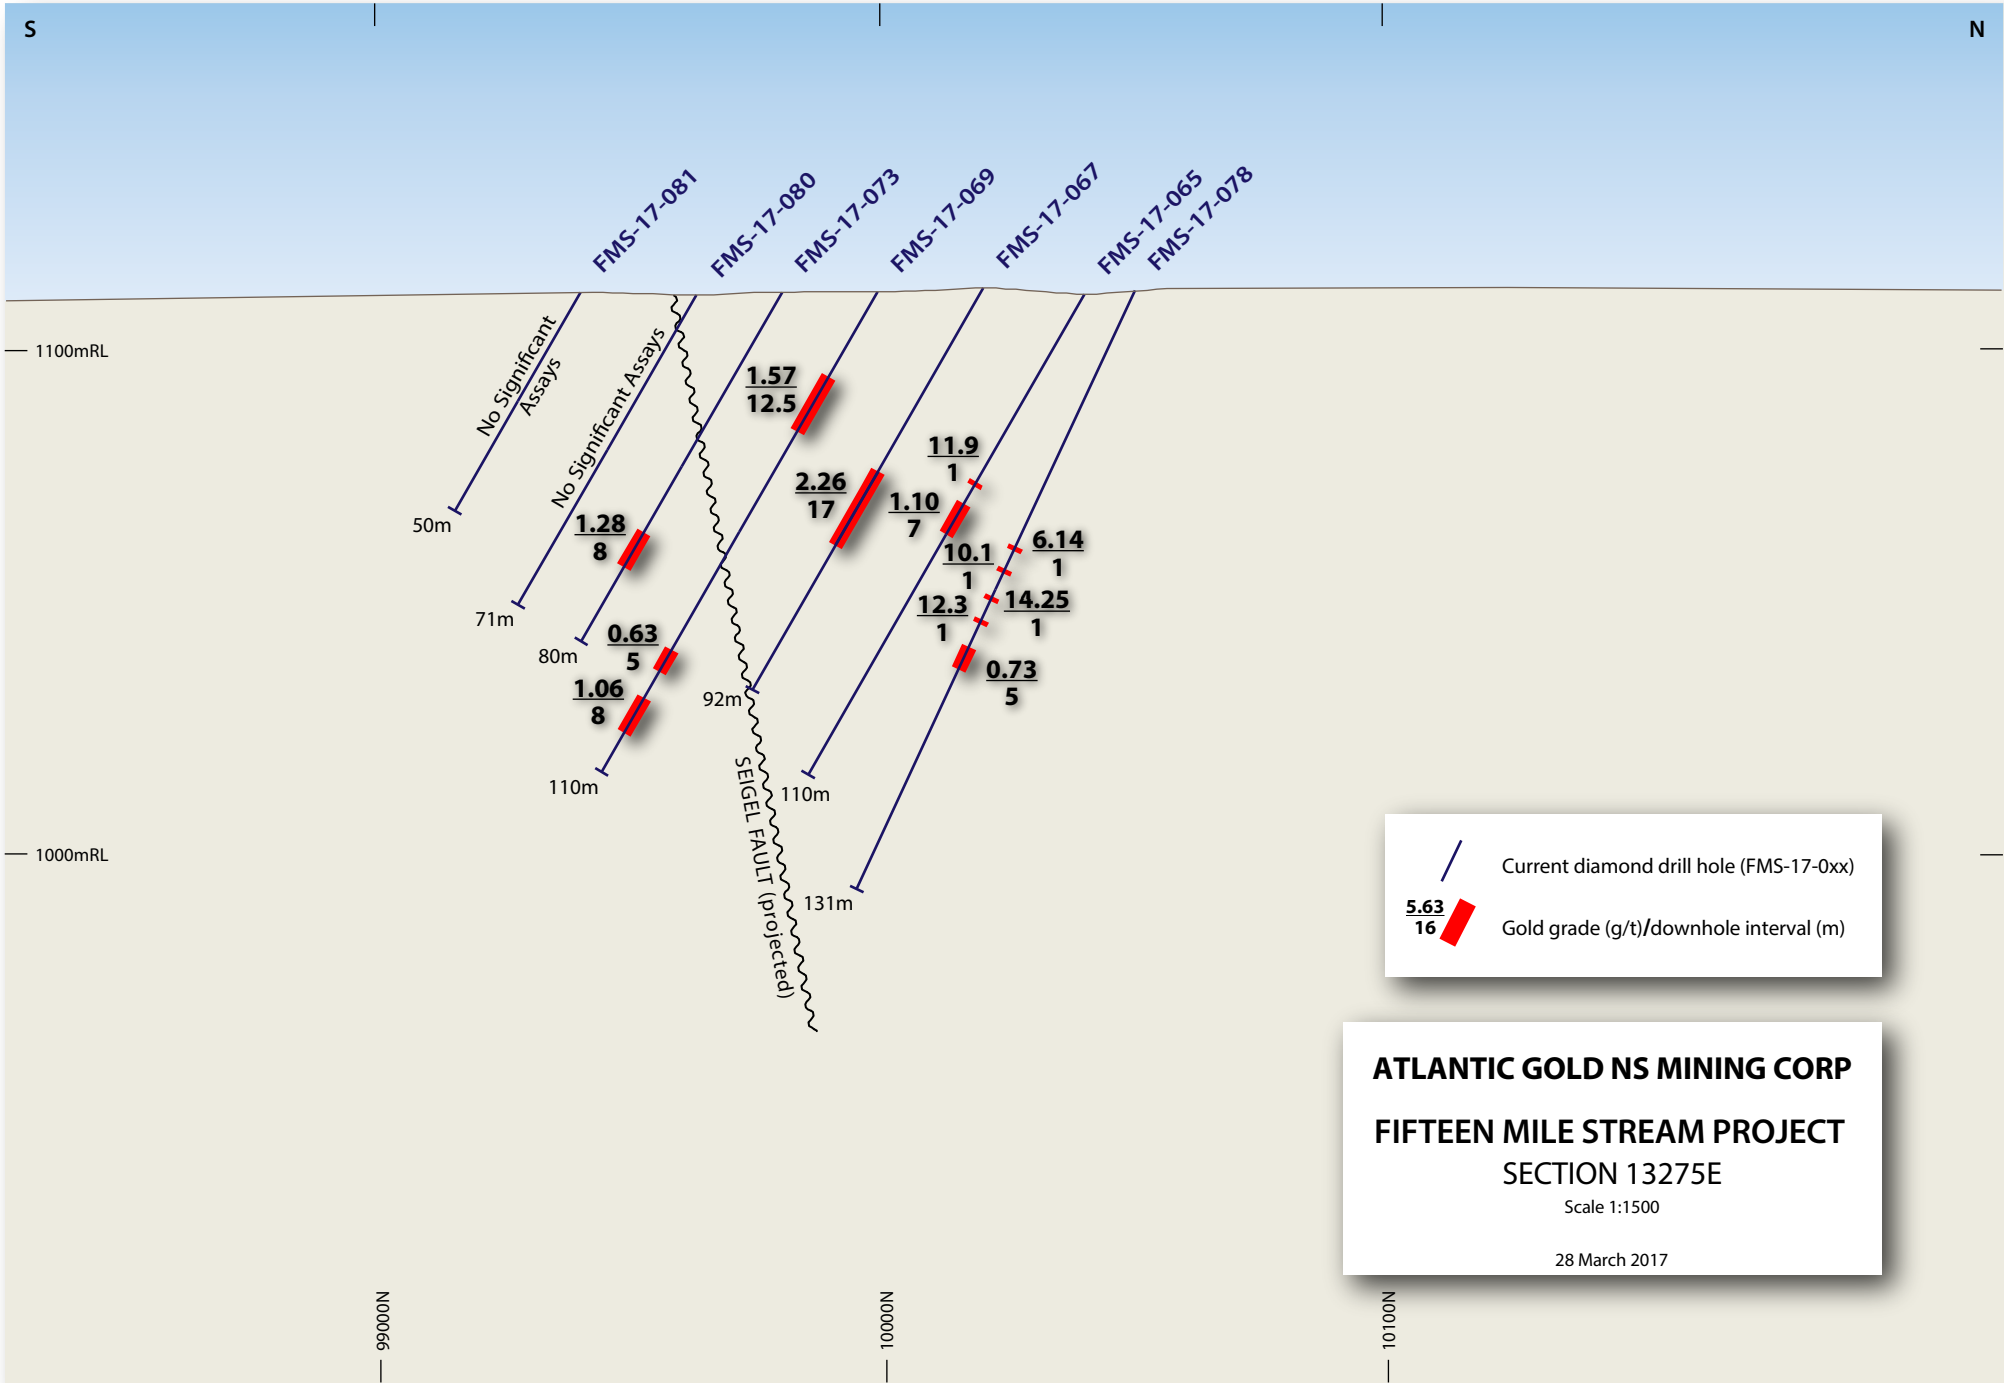 S
N
FMS-17-081
FMS-17-080
FMS-17-073
FMS-17-069
FMS-17-067
FMS-17-065
FMS-17-078
1100mRL
No Significant
Assays
No Significant Assays
1.57
12.5
11.9
1
2.26
17
1.10
7
50m
1.28
8
6.14
1
10.1
1
14.25
1
12.3
1
71m
0.63
5
80m
0.73
5
1.06
8
92m
110m
110m
SEIGEL FAULT (projected)
1000mRL
131m
Current diamond drill hole (FMS-17-0xx)
5.63
16
Gold grade (g/t)/downhole interval (m)
ATLANTIC GOLD NS MINING CORP
FIFTEEN MILE STREAM PROJECT
SECTION 13275E
Scale 1:1500
28 March 2017
99000N
10000N
10100N